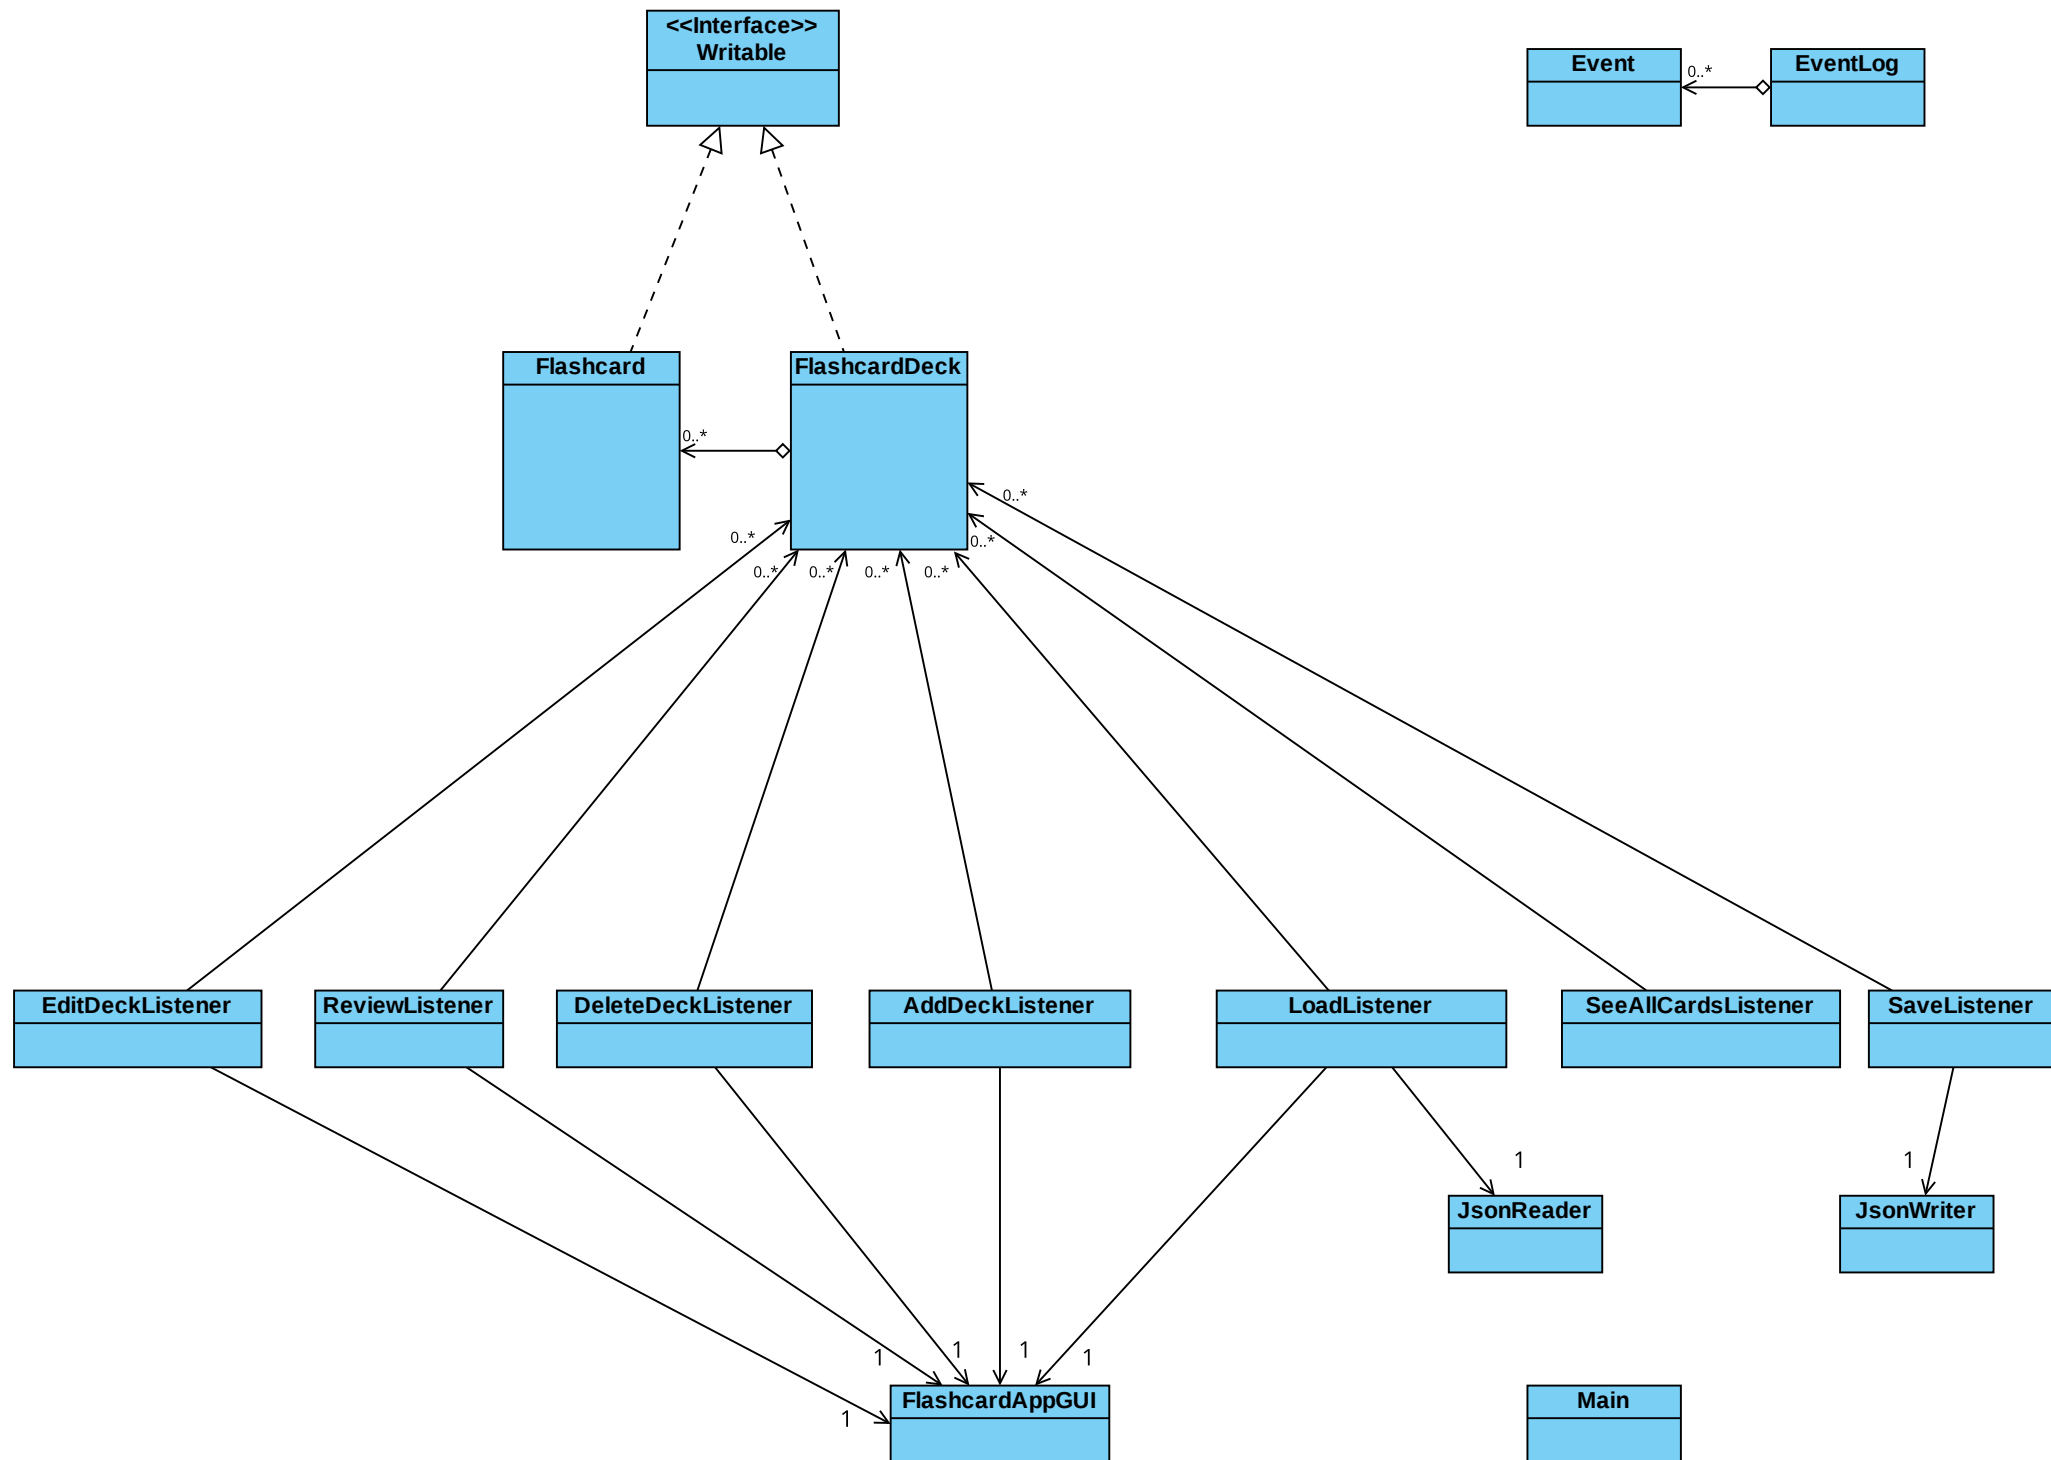 <<Interface>>
Writable
Event
0..*
EventLog
Flashcard
0..*
FlashcardDeck
0..*
0..*
0..*
0..*
0..*
0..*
0..*
EditDeckListener
ReviewListener
DeleteDeckListener
AddDeckListener
LoadListener
SeeAllCardsListener
SaveListener
1
1
JsonReader
JsonWriter
1
1
1
1
1
FlashcardAppGUI
Main